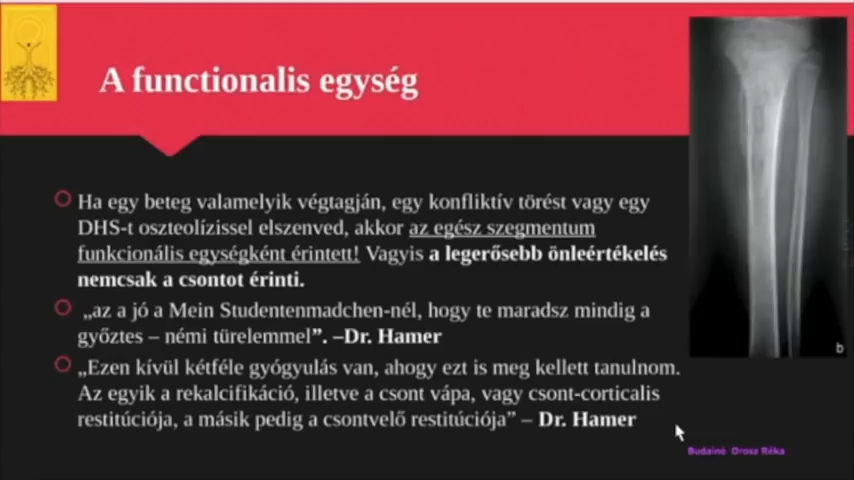 A functionalis egység
Ha egy beteg valamelyik végtagján, egy konfliktív törést vagy egy
DHS-t oszteolízissel elszenved, akkor az egész szegmentum
funkcionális egységként érintett! Vagyis a legerősebb önleértékelés
nemcsak a csontot érinti.
„az a jó a Mein Studentenmadchen-nél, hogy te maradsz mindig a
győztes – némi türelemmel”. –Dr. Hamer
„Ezen kívül kétféle gyógyulás van, ahogy ezt is meg kellett tanulnom.
Az egyik a rekalcifikáció, illetve a csont vápa, vagy csont-corticalis
restitúciója, a másik pedig a csontvelő restitúciója” – Dr. Hamer
b
Budainé Orosz Réka